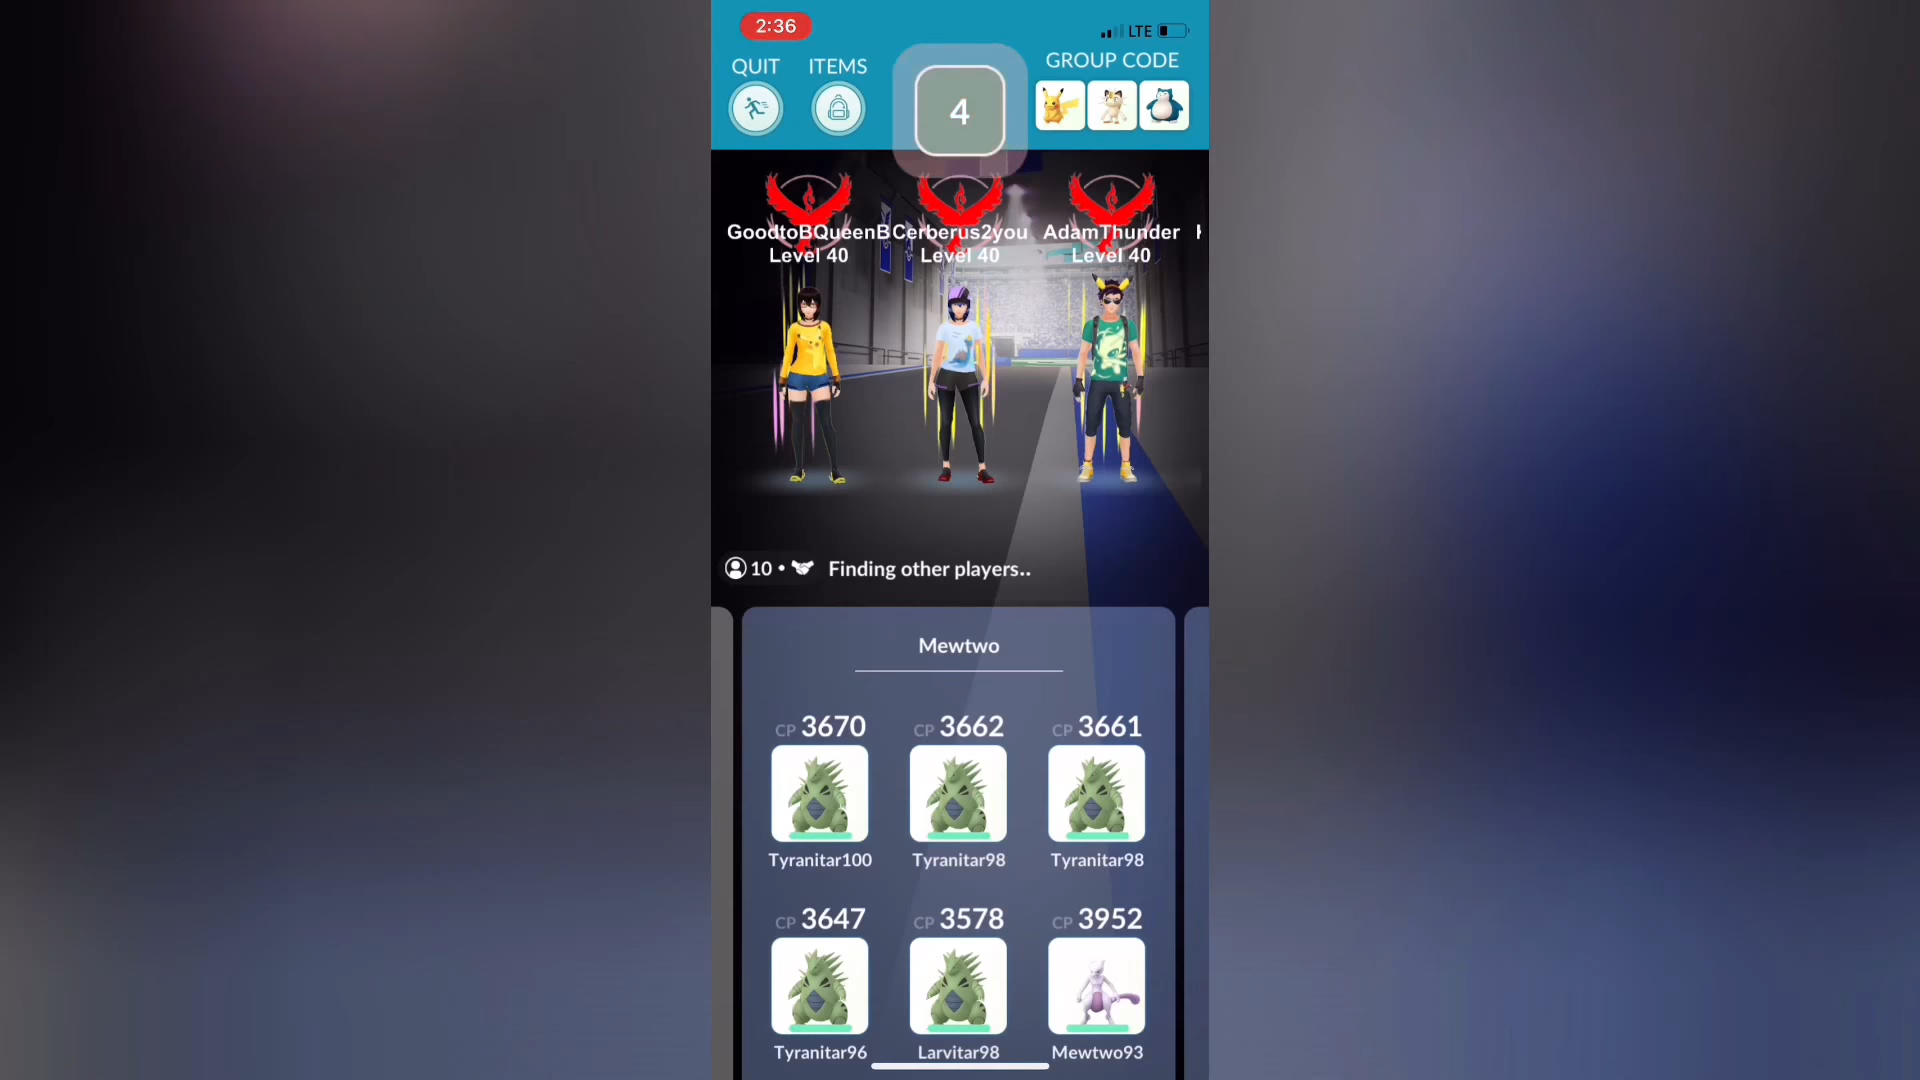 2:36
LTE
QUIT
ITEMS
4
GROUP CODE
GoodtoBQueenB
Level 40
Cerberus2you
Level 40
AdamThunder
Level 40
10 • Finding other players..
Mewtwo
CP 3670
CP 3662
CP 3661
Tyranitar100
Tyranitar98
Tyranitar98
CP 3647
CP 3578
CP 3952
Tyranitar96
Larvitar98
Mewtwo93